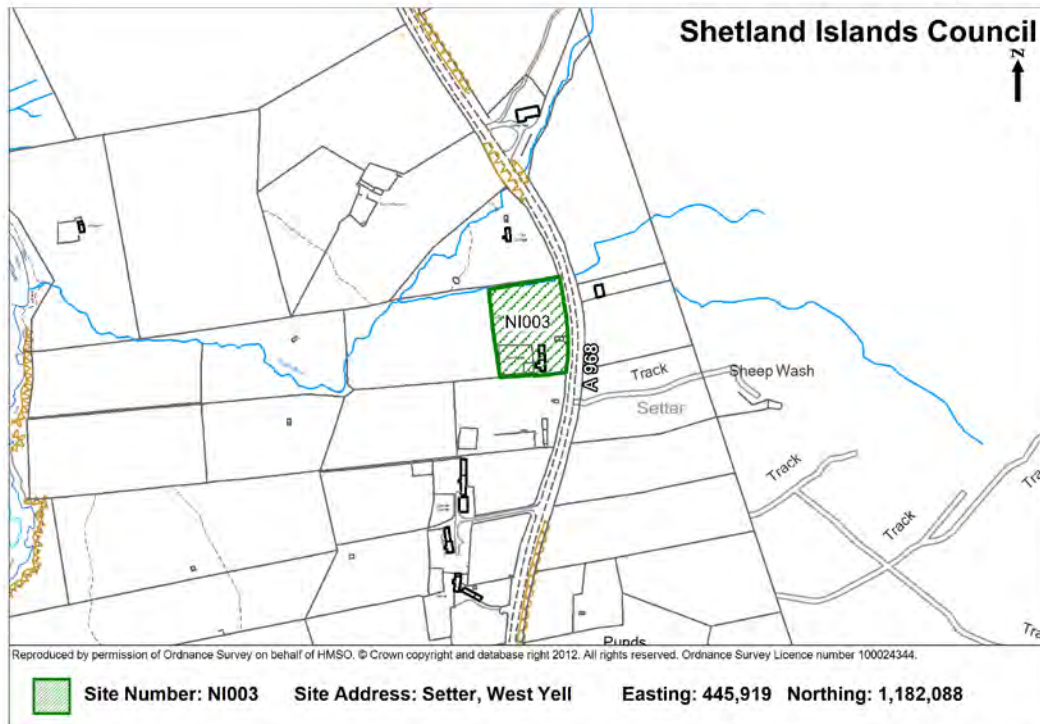 Shetland Islands Council
N
NI003
A 968
Track
Sheep Wash
Setter
Track
Track
Tra
Punds
Tra
Reproduced by permission of Ordnance Survey on behalf of HMSO. © Crown copyright and database right 2012. All rights reserved. Ordnance Survey Licence number 100024344.
Site Number: NI003 Site Address: Setter, West Yell Easting: 445,919 Northing: 1,182,088